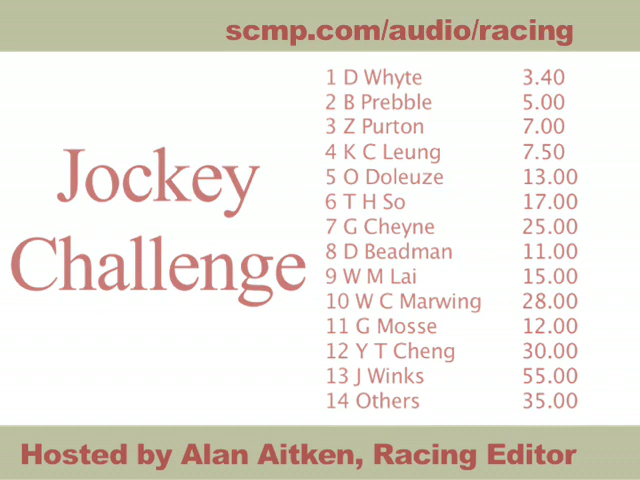 scmp.com/audio/racing
Jockey
Challenge
1 D Whyte 3.40
2 B Prebble 5.00
3 Z Purton 7.00
4 K C Leung 7.50
5 O Doleuze 13.00
6 T H So 17.00
7 G Cheyne 25.00
8 D Beadman 11.00
9 W M Lai 15.00
10 W C Marwing 28.00
11 G Mosse 12.00
12 Y T Cheng 30.00
13 J Winks 55.00
14 Others 35.00
Hosted by Alan Aitken, Racing Editor